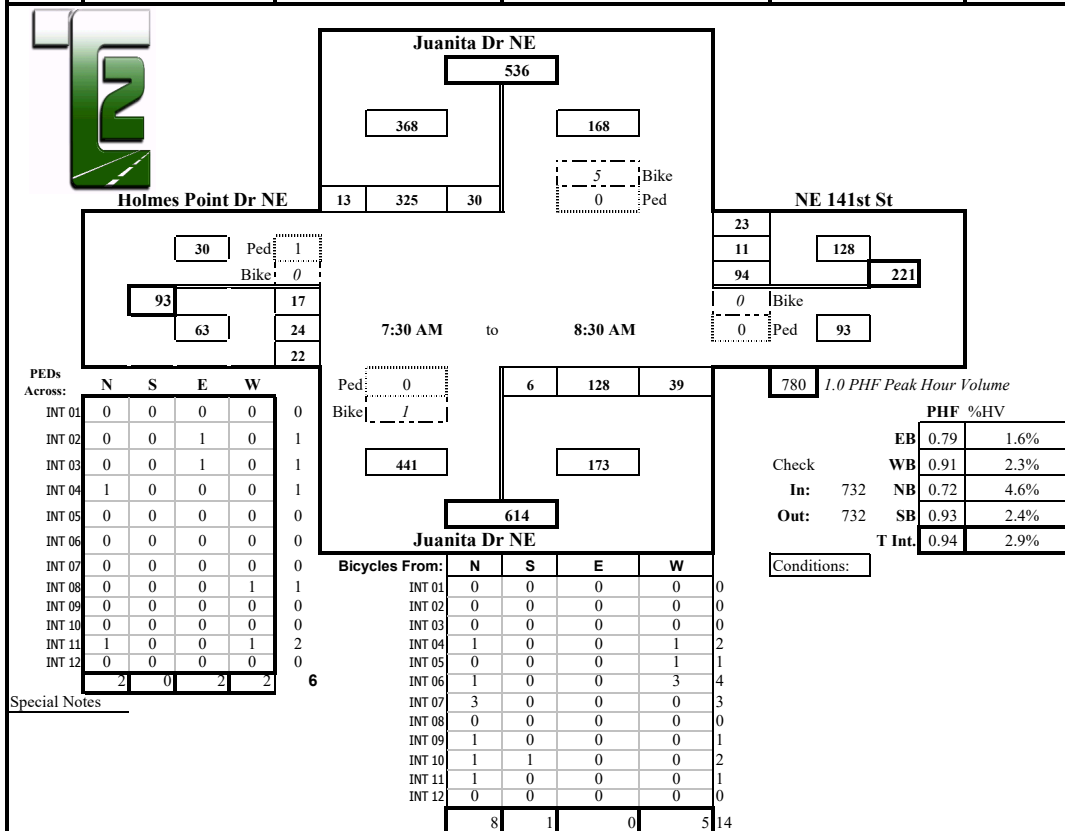 T2
Juanita Dr NE
536
368 168
5 Bike
0 Ped
Holmes Point Dr NE 13 325 30 NE 141st St
23
30 Ped 1 11 128
Bike 0 94 221
93 17 0 Bike
63 24 7:30 AM to 8:30 AM 0 Ped 93
22
PEDs
Across: N S E W Ped 0 6 128 39 780 1.0 PHF Peak Hour Volume
INT 01 0 0 0 0 0 Bike 1 PHF %HV
INT 02 0 0 1 0 1 EB 0.79 1.6%
INT 03 0 0 1 0 1 441 173 Check WB 0.91 2.3%
INT 04 1 0 0 0 1 In: 732 NB 0.72 4.6%
INT 05 0 0 0 0 0 614 Out: 732 SB 0.93 2.4%
INT 06 0 0 0 0 0 Juanita Dr NE T Int. 0.94 2.9%
INT 07 0 0 0 0 0 Bicycles From: N S E W Conditions:
INT 08 0 0 0 1 1 INT 01 0 0 0 0 0
INT 09 0 0 0 0 0 INT 02 0 0 0 0 0
INT 10 0 0 0 0 0 INT 03 0 0 0 0 0
INT 11 1 0 0 1 2 INT 04 1 0 0 1 2
INT 12 0 0 0 0 0 INT 05 0 0 0 1 1
2 0 2 2 6 INT 06 1 0 0 3 4
Special Notes INT 07 3 0 0 0 3
INT 08 0 0 0 0 0
INT 09 1 0 0 0 1
INT 10 1 1 0 0 2
INT 11 1 0 0 0 1
INT 12 0 0 0 0 0
8 1 0 5 14